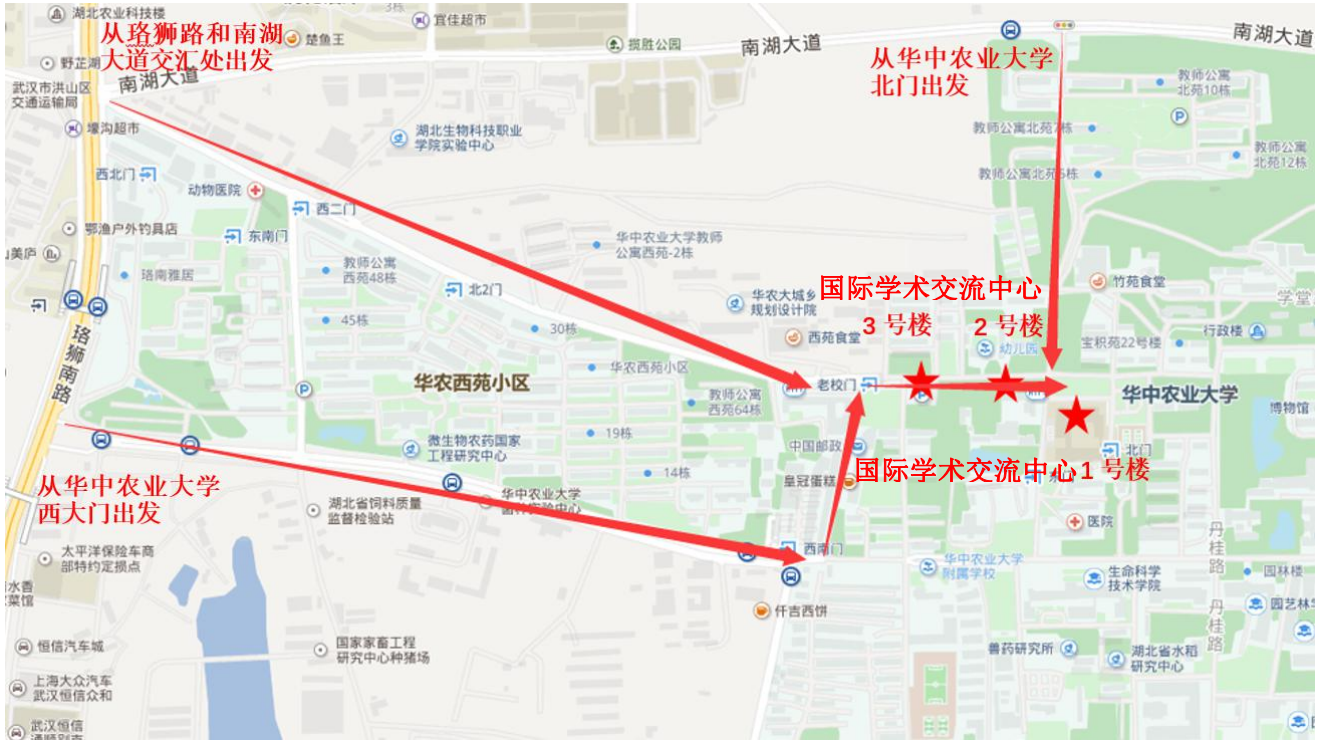 湖北农业科技楼
3栋
宜佳超市
从珞狮路和南湖
大道交汇处出发
楚鱼王
揽胜公园
南湖大道
南湖大道
从华中农业大学
北门出发
野芷湖
南湖大道
武汉市洪山区
交通运输局
教师公寓
北苑10栋
P
壕沟超市
湖北生物科技职业
学院实验中心
教师公寓北苑7栋
教师公寓
北苑12栋
西北门
动物医院
教师公寓北苑5栋
西二门
鄂渔户外钓具店
东南门
华中农业大学教师
公寓西苑-2栋
美庐
珞南雅居
教师公寓
西苑48栋
北2门
国际学术交流中心
3 号楼
2 号楼
竹苑食堂
华农大城乡
规划设计院
学堂
45栋
30栋
西苑食堂
幼儿园
宝积苑22号楼
行政楼
珞狮南路
华农西苑小区
华农西苑小区
老校门
P
教师公寓
西苑64栋
华中农业大学
博物馆
P
19栋
微生物农药国家
工程研究中心
中国邮政
北门
14栋
皇冠蛋糕
国际学术交流中心1 号楼
从华中农业大学
西大门出发
湖北省饲料质量
监督检验站
华中农业大学
医院
丹桂路
太平洋保险车商
部特约定损点
西南门
华中农业大学
附属学校
生命科学
技术学院
园林楼
水香
菜馆
仟吉西饼
丹桂路
园艺林
恒信汽车城
国家家畜工程
研究中心种猪场
兽药研究所
湖北省水稻
研究中心
上海大众汽车
武汉恒信众和
武汉恒信